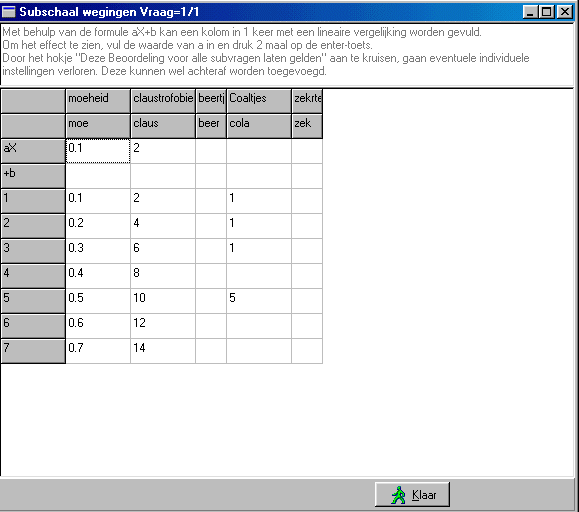 Subschaal wegingen Vraag=1/1
Met behulp van de formule aX+b kan een kolom in 1 keer met een lineaire vergelijking worden gevuld.
Om het effect te zien, vul de waarde van a in en druk 2 maal op de enter-toets.
Door het hokje "Deze Beoordeling voor alle subvragen laten gelden" aan te kruisen, gaan eventuele individuele
instellingen verloren. Deze kunnen wel achteraf worden toegevoegd.
moeheid claustrofobie beertj Coaltjes zekrte
moe claus beer cola zek
aX 0.1 2
+b
1 0.1 2 1
2 0.2 4 1
3 0.3 6 1
4 0.4 8
5 0.5 10 5
6 0.6 12
7 0.7 14
Klaar